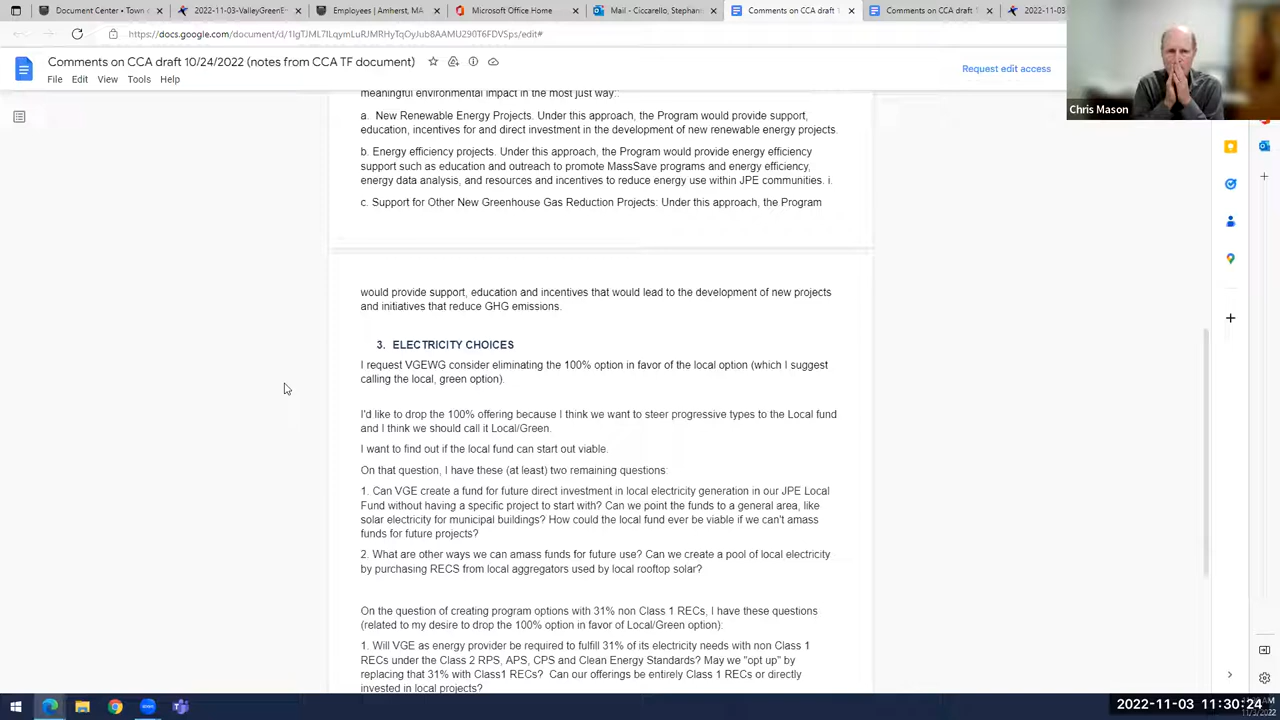 Document Center • Town o
2022-11-03-ValleyGreenE
Employees | Amherst, MA
Microsoft Office Home
Mail - Ciccarello, Stephan
Comments on CCA draft 1
Comments on CCA draft 1
2022-11-03
https://docs.google.com/document/d/1IgTJML7ILqymLuRJMRHyTqOyJub8AAMU290T6FDVSps/edit#
Comments on CCA draft 10/24/2022 (notes from CCA TF document)
File Edit View Tools Help
Request edit access
Chris Mason
meaningful environmental impact in the most just way::
a. New Renewable Energy Projects. Under this approach, the Program would provide support,
education, incentives for and direct investment in the development of new renewable energy projects.
b. Energy efficiency projects. Under this approach, the Program would provide energy efficiency
support such as education and outreach to promote MassSave programs and energy efficiency,
energy data analysis, and resources and incentives to reduce energy use within JPE communities. i.
c. Support for Other New Greenhouse Gas Reduction Projects: Under this approach, the Program
would provide support, education and incentives that would lead to the development of new projects
and initiatives that reduce GHG emissions.
3. ELECTRICITY CHOICES
I request VGEWG consider eliminating the 100% option in favor of the local option (which I suggest
calling the local, green option).
I'd like to drop the 100% offering because I think we want to steer progressive types to the Local fund
and I think we should call it Local/Green.
I want to find out if the local fund can start out viable.
On that question, I have these (at least) two remaining questions:
1. Can VGE create a fund for future direct investment in local electricity generation in our JPE Local
Fund without having a specific project to start with? Can we point the funds to a general area, like
solar electricity for municipal buildings? How could the local fund ever be viable if we can't amass
funds for future projects?
2. What are other ways we can amass funds for future use? Can we create a pool of local electricity
by purchasing RECS from local aggregators used by local rooftop solar?
On the question of creating program options with 31% non Class 1 RECs, I have these questions
(related to my desire to drop the 100% option in favor of Local/Green option):
1. Will VGE as energy provider be required to fulfill 31% of its electricity needs with non Class 1
RECs under the Class 2 RPS, APS, CPS and Clean Energy Standards? May we "opt up" by
replacing that 31% with Class1 RECs? Can our offerings be entirely Class 1 RECs or directly
invested in local projects?
2022-11-03 11:30:24